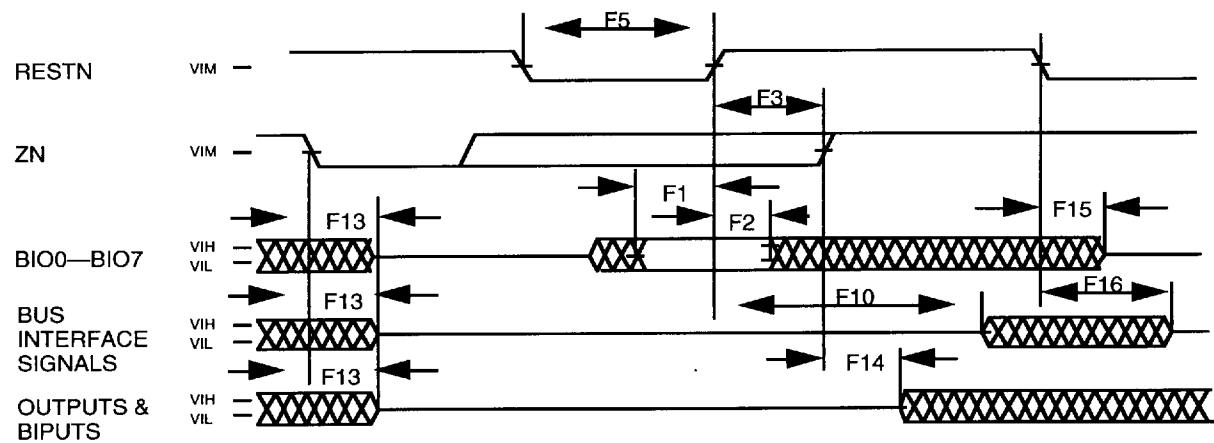 F5
RESTN
VIM
F3
ZN
VIM
F1
F13
F2
F15
BIO0—BIO7
VIH
VIL
F13
F10
F16
BUS
INTERFACE
SIGNALS
VIH
VIL
F13
F14
OUTPUTS &
BIPUTS
VIH
VIL